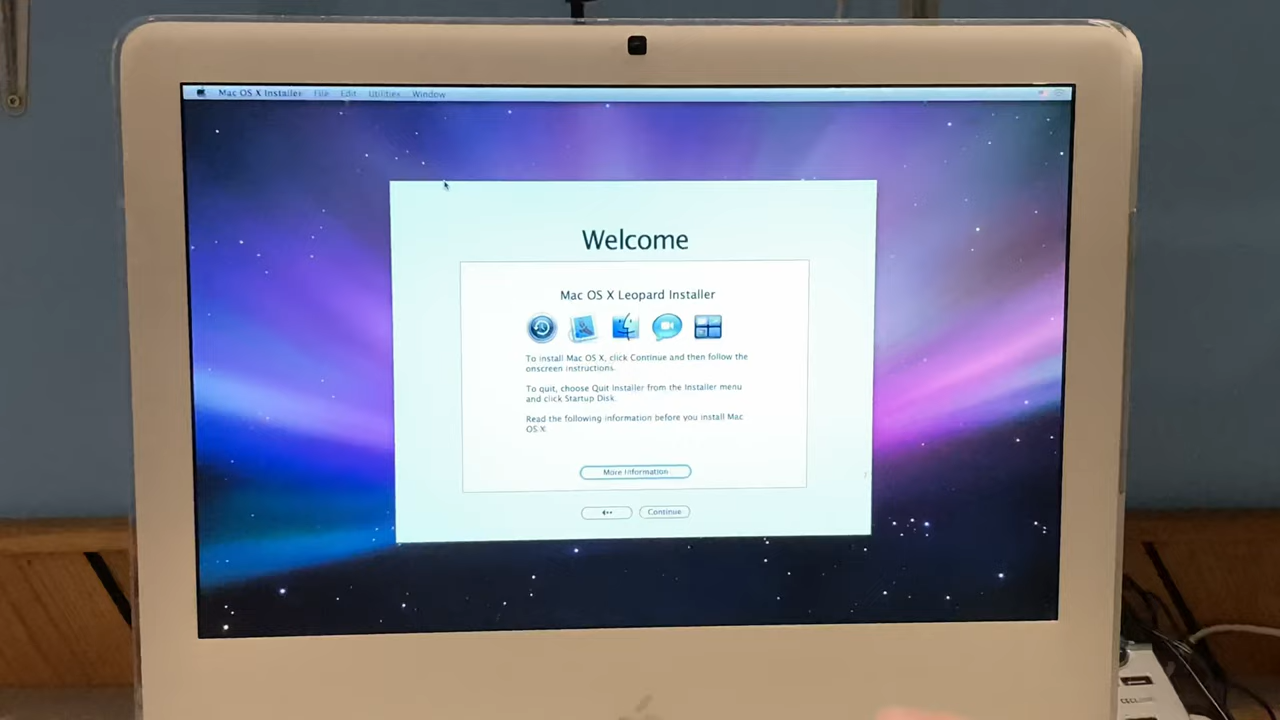 Mac OS X Installer File Edit Utilities Window
Welcome
Mac OS X Leopard Installer
To install Mac OS X, click Continue and then follow the
onscreen instructions.
To quit, choose Quit Installer from the Installer menu
and click Startup Disk.
Read the following information before you install Mac
OS X.
More Information
Continue